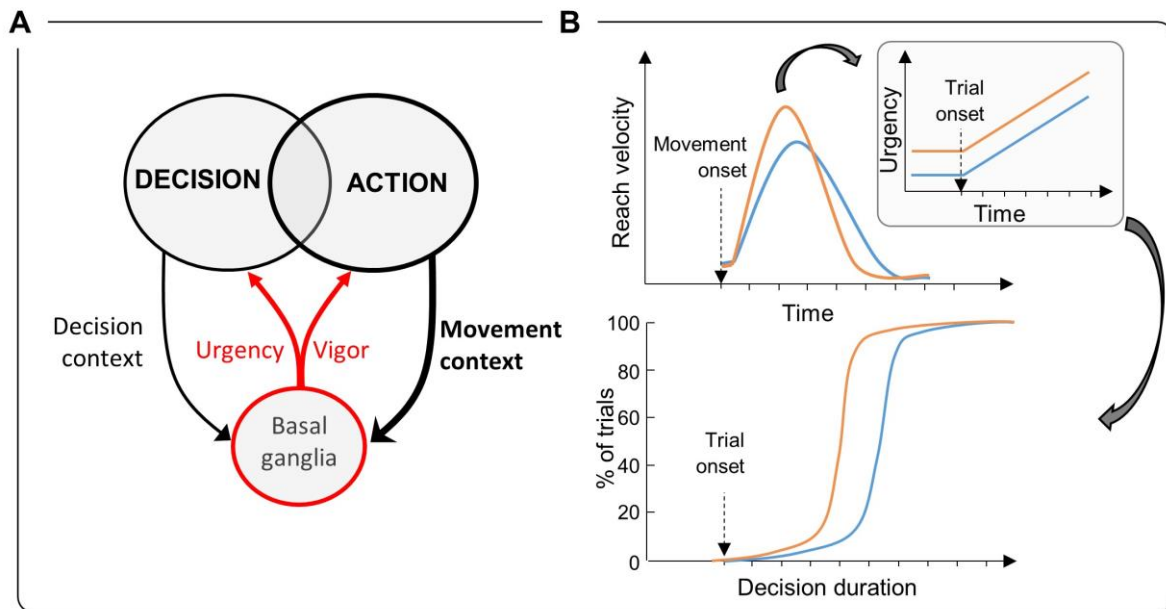 A
DECISION
ACTION
Decision
context
Urgency
Vigor
Movement
context
Basal
ganglia
B
Reach velocity
Movement
onset
Time
Urgency
Trial
onset
Time
% of trials
100
80
60
40
20
0
Trial
onset
Decision duration